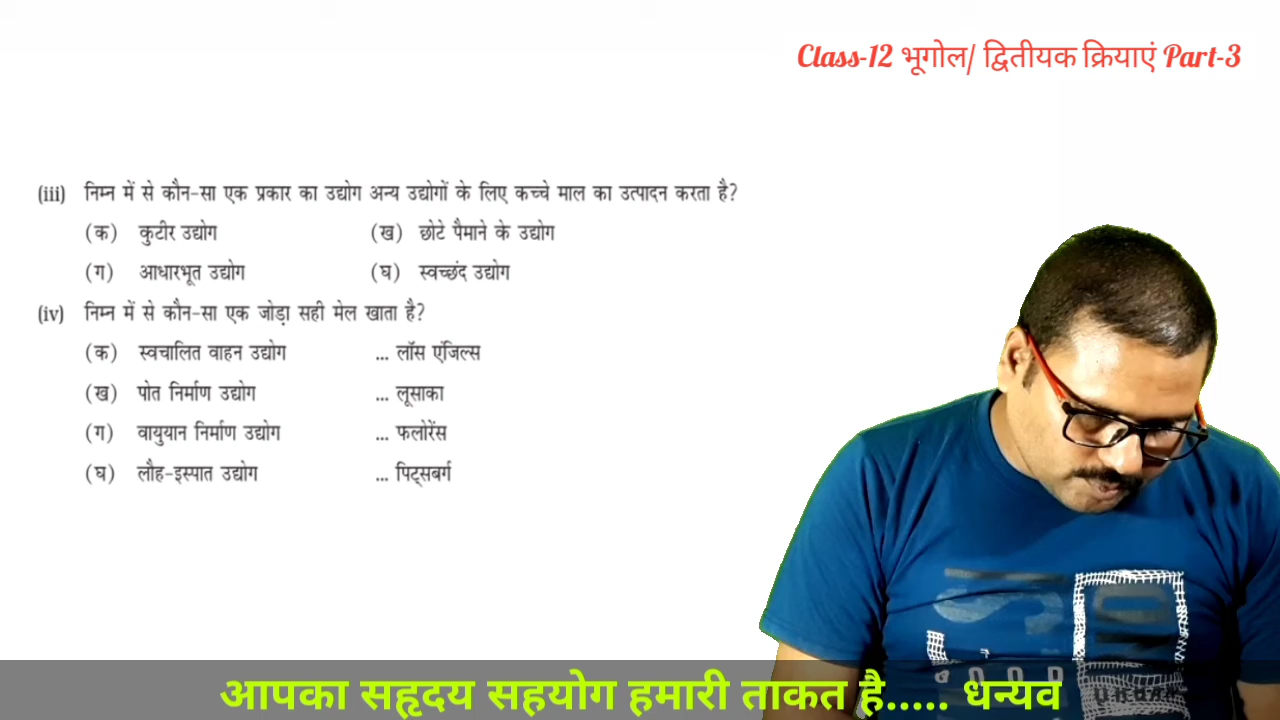 Class-12 भूगोल/ द्वितीयक क्रियाएं Part-3
(iii) निम्न में से कौन-सा एक प्रकार का उद्योग अन्य उद्योगों के लिए कच्चे माल का उत्पादन करता है?
(क) कुटीर उद्योग (ख) छोटे पैमाने के उद्योग
(ग) आधारभूत उद्योग (घ) स्वच्छंद उद्योग
(iv) निम्न में से कौन-सा एक जोड़ा सही मेल खाता है?
(क) स्वचालित वाहन उद्योग ... लॉस एंजिल्स
(ख) पोत निर्माण उद्योग ... लूसाका
(ग) वायुयान निर्माण उद्योग ... फलोरेंस
(घ) लौह-इस्पात उद्योग ... पिट्सबर्ग
आपका सहृदय सहयोग हमारी ताकत है..... धन्यव